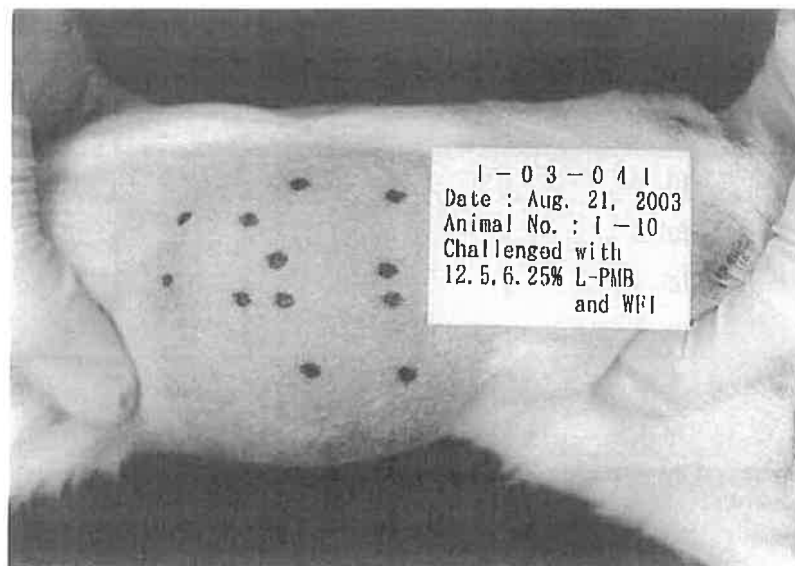 I-03-041
Date : Aug. 21, 2003
Animal No. : I-10
Challenged with
12.5, 6.25% L-PMB
and WFI